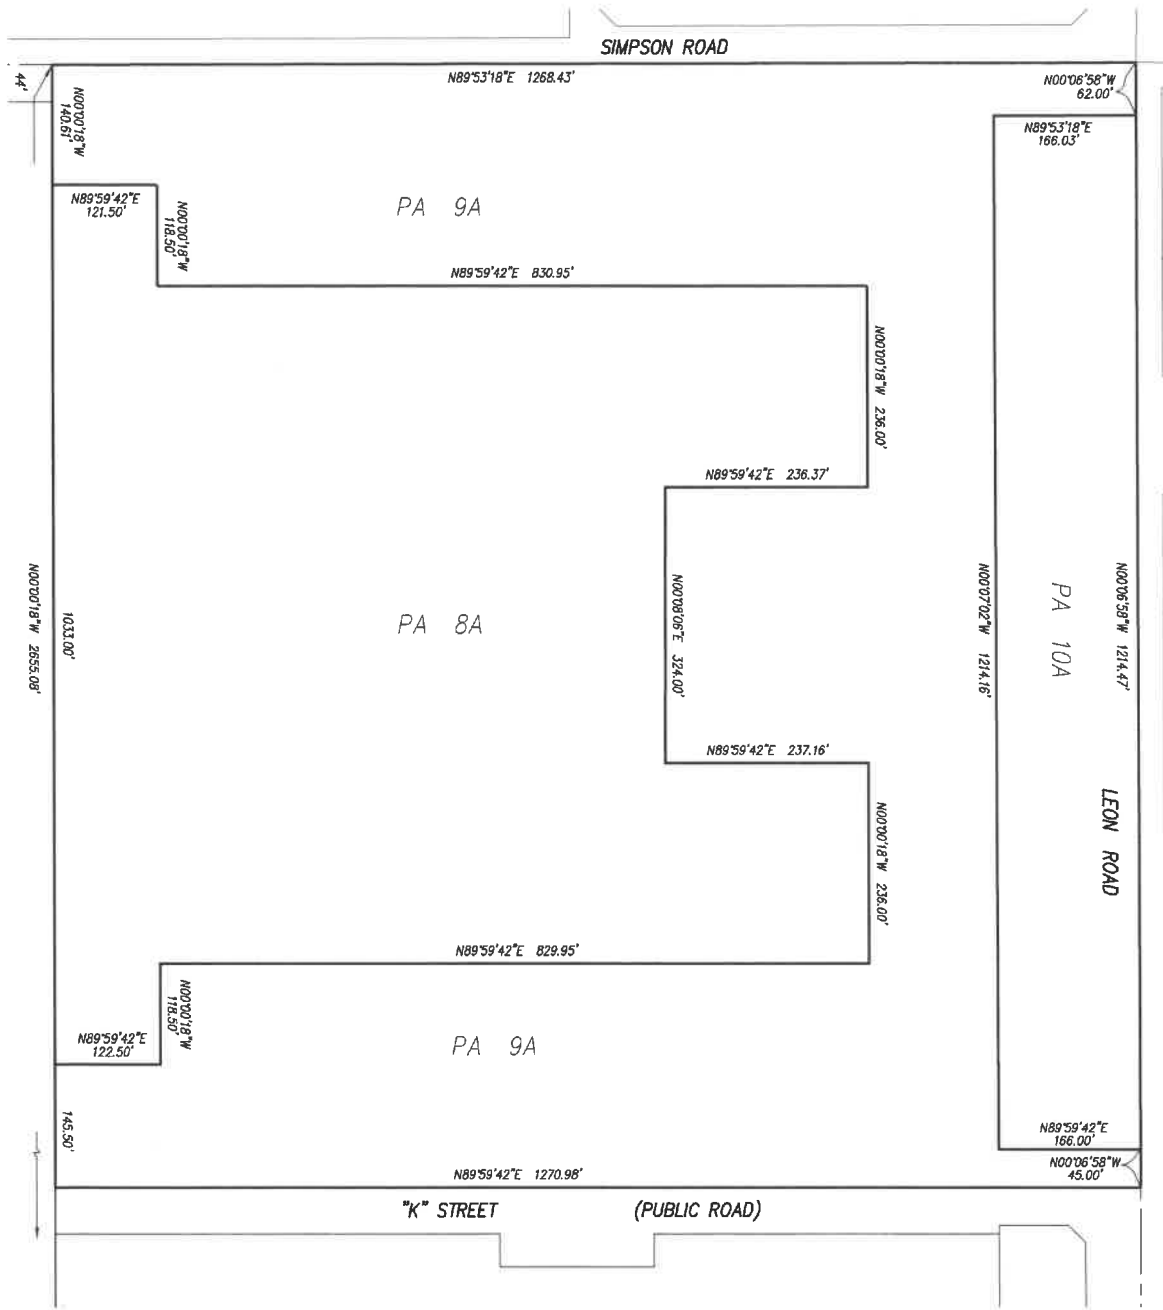 SIMPSON ROAD
N89°53'18"E 1268.43'
N00°06'58"W
62.00'
44'
N00°00'18"W
140.61'
N89°53'18"E
166.03'
N89°59'42"E
121.50'
N00°00'18"W
118.50'
PA 9A
N89°59'42"E 830.95'
N00°00'18"W 236.00'
N89°59'42"E 236.37'
N00°00'18"W 2655.08'
1033.00'
PA 8A
N00°08'06"E 324.00'
N00°07'02"W 1214.16'
PA 10A
N00°06'58"W 1214.47'
N89°59'42"E 237.16'
LEON ROAD
N00°00'18"W 236.00'
N89°59'42"E 829.95'
N00°00'18"W
118.50'
N89°59'42"E
122.50'
PA 9A
145.50'
N89°59'42"E
166.00'
N00°06'58"W
45.00'
N89°59'42"E 1270.98'
"K" STREET (PUBLIC ROAD)